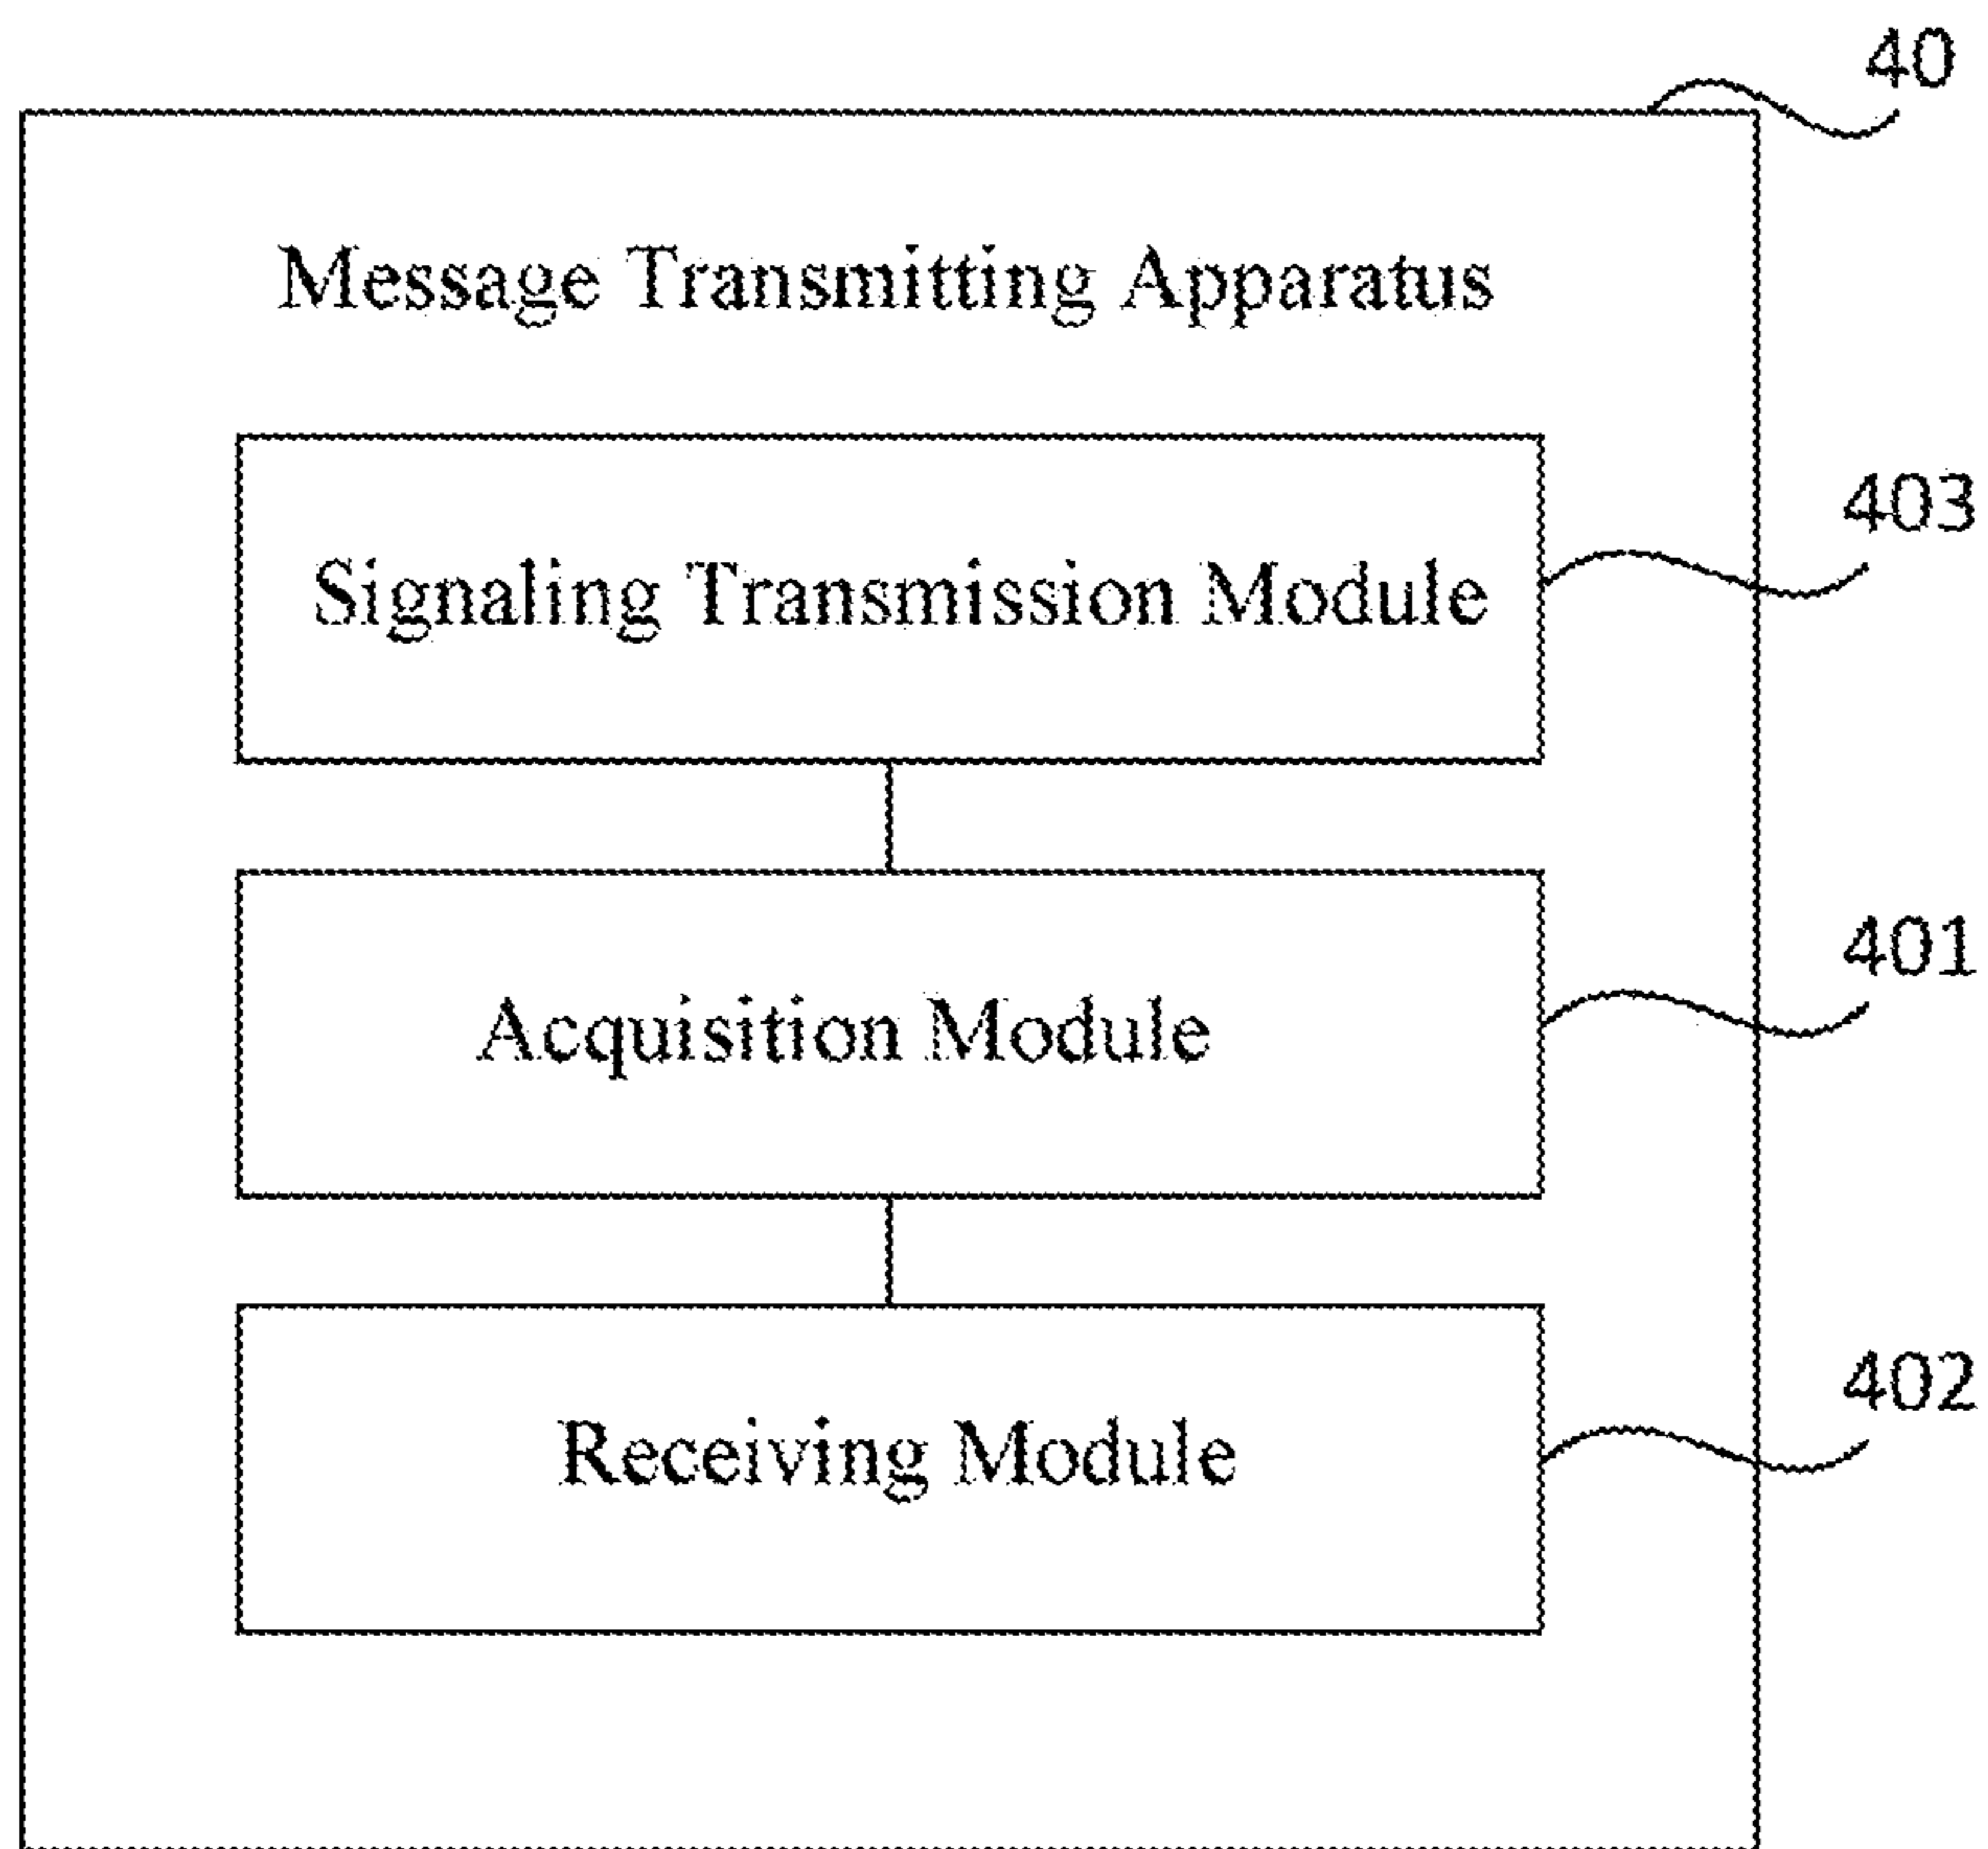 40
Message Transmitting Apparatus
403
Signaling Transmission Module
401
Acquisition Module
402
Receiving Module